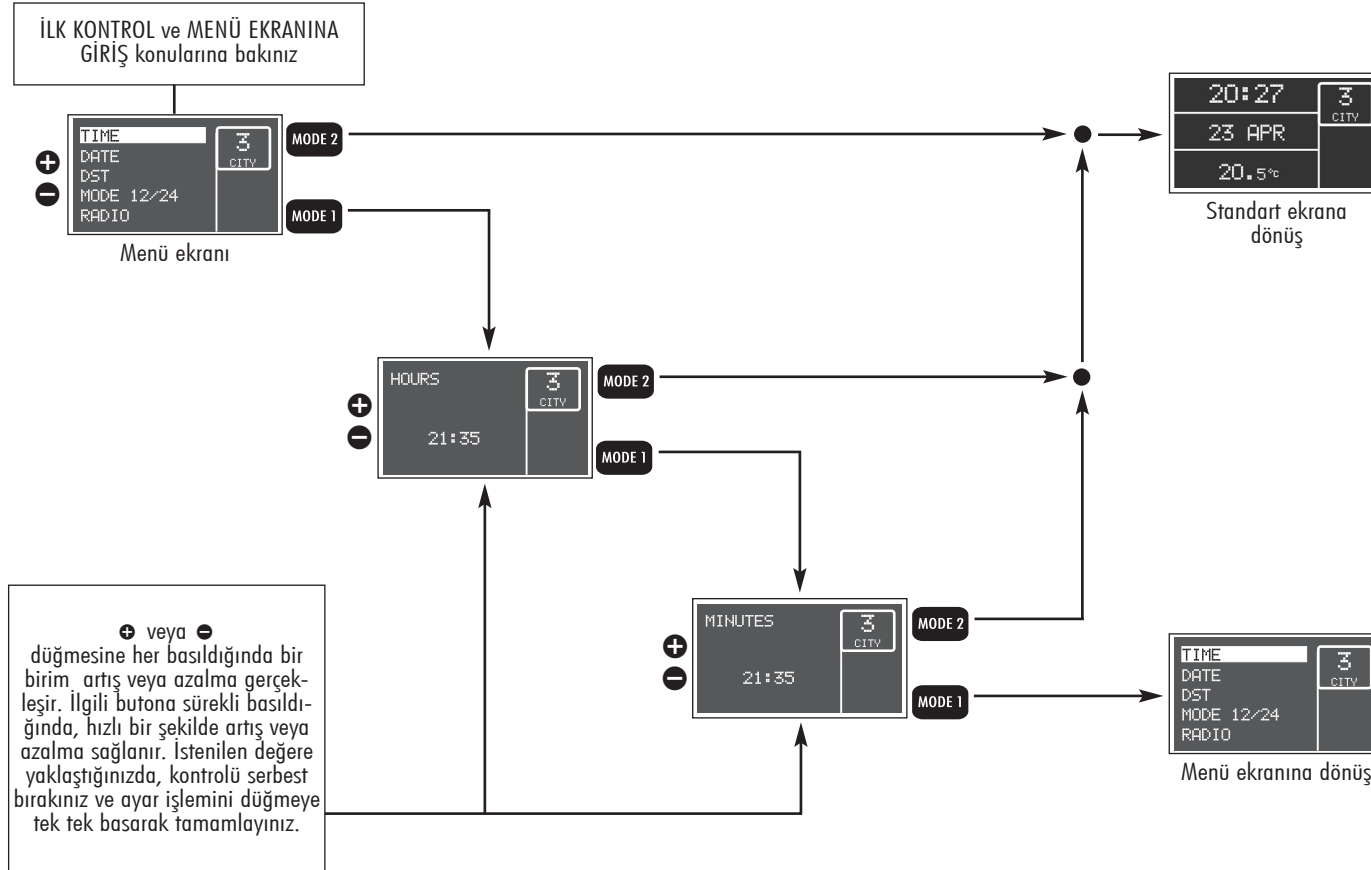 İLK KONTROL ve MENÜ EKRANINA
GİRİŞ konularına bakınız
TIME
DATE
DST
MODE 12/24
RADIO
3
CITY
MODE 2
MODE 1
Menü ekranı
20:27
23 APR
20.5°c
3
CITY
Standart ekrana
dönüş
HOURS
21:35
3
CITY
MODE 2
MODE 1
+ veya -
düğmesine her basıldığında bir
birim artış veya azalma gerçek-
leşir. İlgili butona sürekli basıldı-
ğında, hızlı bir şekilde artış veya
azalma sağlanır. İstenilen değere
yaklaştığınızda, kontrolü serbest
bırakınız ve ayar işlemini düğmeye
tek tek basarak tamamlayınız.
MINUTES
21:35
3
CITY
MODE 2
MODE 1
TIME
DATE
DST
MODE 12/24
RADIO
3
CITY
Menü ekranına dönüş